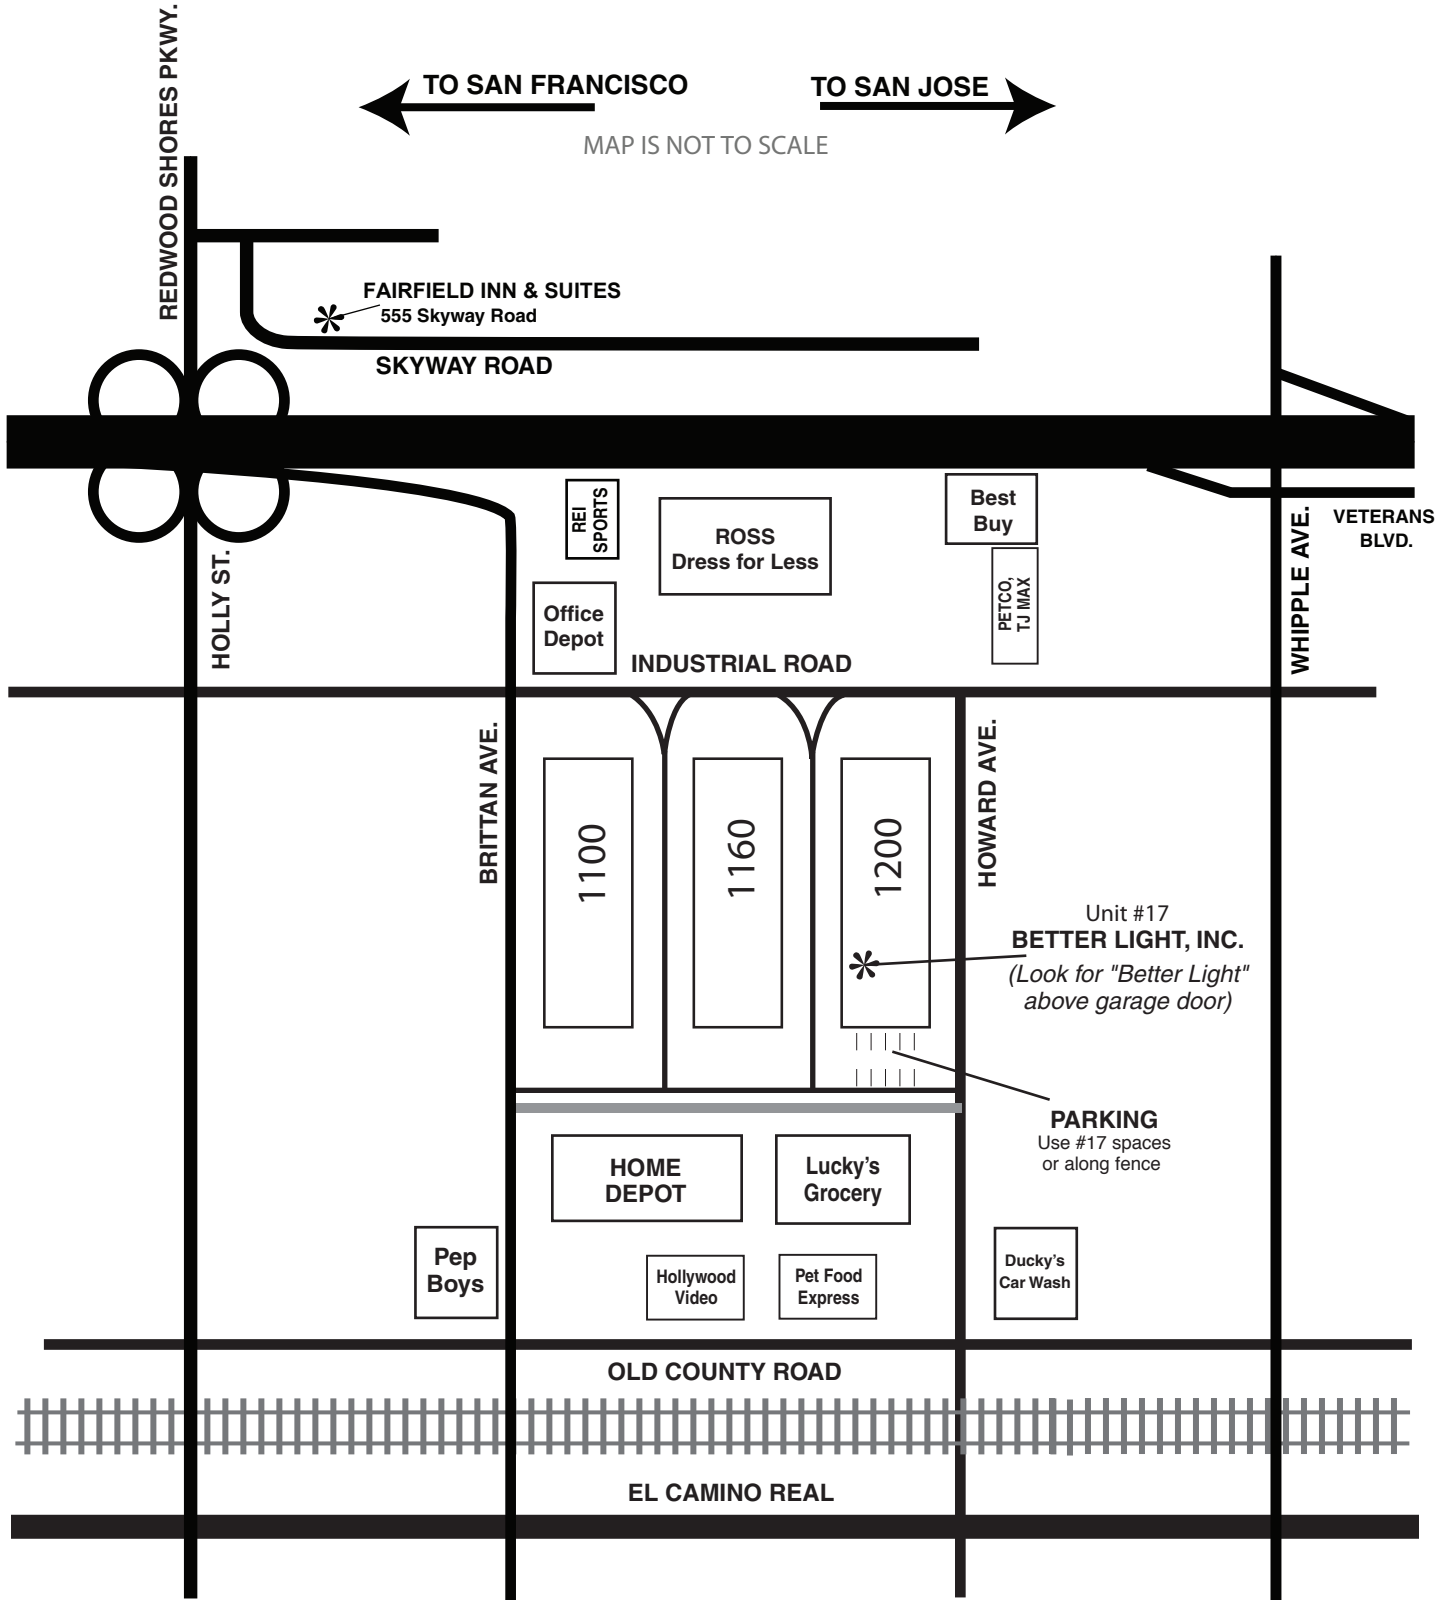 REDWOOD SHORES PKWY.
TO SAN FRANCISCO
TO SAN JOSE
MAP IS NOT TO SCALE
FAIRFIELD INN & SUITES
555 Skyway Road
SKYWAY ROAD
REI
SPORTS
ROSS
Dress for Less
Best
Buy
VETERANS
BLVD.
PETCO,
TJ MAX
HOLLY ST.
WHIPPLE AVE.
Office
Depot
INDUSTRIAL ROAD
BRITTAN AVE.
1100
1160
1200
HOWARD AVE.
Unit #17
BETTER LIGHT, INC.
(Look for "Better Light"
above garage door)
PARKING
Use #17 spaces
or along fence
HOME
DEPOT
Lucky's
Grocery
Pep
Boys
Hollywood
Video
Pet Food
Express
Ducky's
Car Wash
OLD COUNTY ROAD
EL CAMINO REAL